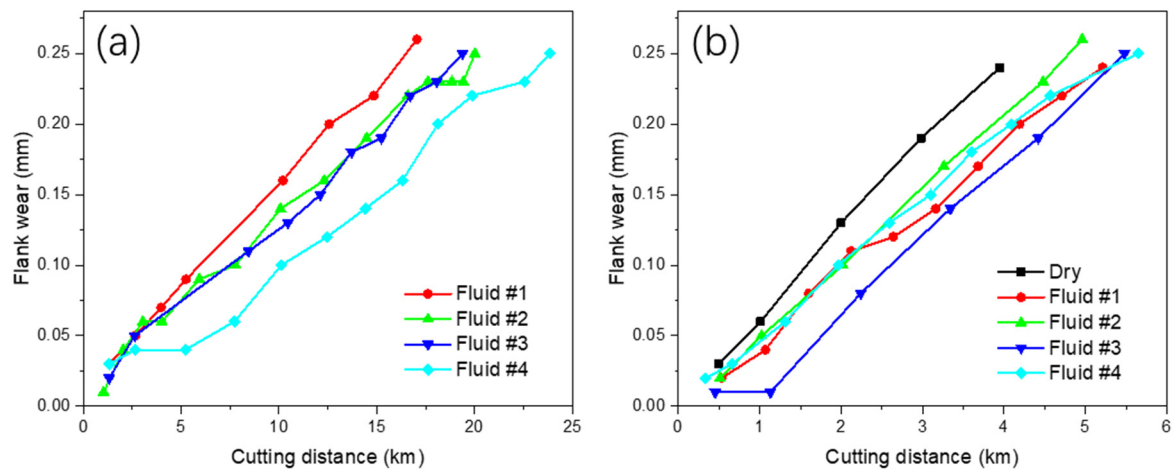 (a)
0.25
0.20
0.15
0.10
0.05
0.00
Flank wear (mm)
Fluid #1
Fluid #2
Fluid #3
Fluid #4
0 5 10 15 20 25
Cutting distance (km)
(b)
0.25
0.20
0.15
0.10
0.05
0.00
Flank wear (mm)
Dry
Fluid #1
Fluid #2
Fluid #3
Fluid #4
0 1 2 3 4 5 6
Cutting distance (km)